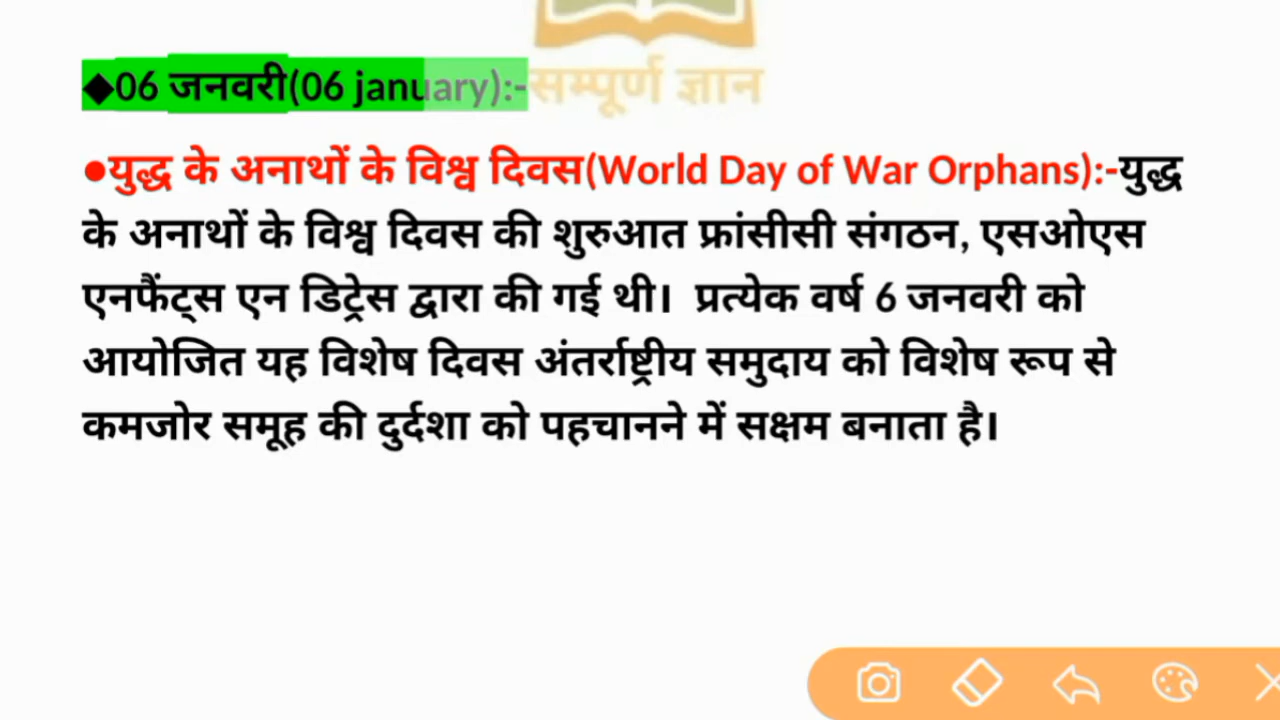 ◆06 जनवरी(06 january):-सम्पूर्ण ज्ञान
●युद्ध के अनाथों के विश्व दिवस(World Day of War Orphans):-युद्ध
के अनाथों के विश्व दिवस की शुरुआत फ्रांसीसी संगठन, एसओएस
एनफैंट्स एन डिट्रेस द्वारा की गई थी। प्रत्येक वर्ष 6 जनवरी को
आयोजित यह विशेष दिवस अंतर्राष्ट्रीय समुदाय को विशेष रूप से
कमजोर समूह की दुर्दशा को पहचानने में सक्षम बनाता है।